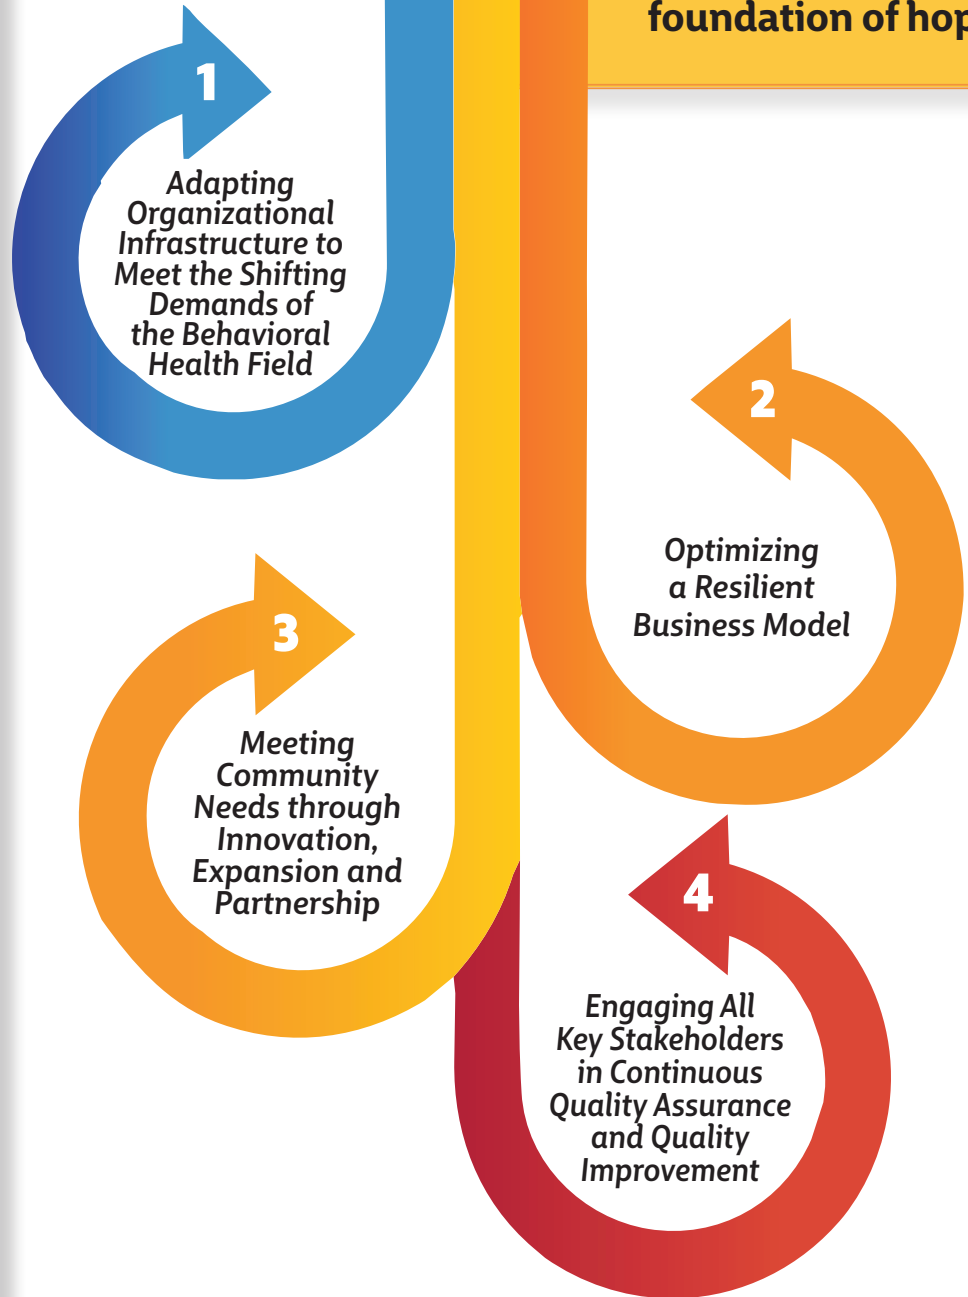 foundation of hop
1
Adapting
Organizational
Infrastructure to
Meet the Shifting
Demands of
the Behavioral
Health Field
2
Optimizing
a Resilient
Business Model
3
Meeting
Community
Needs through
Innovation,
Expansion and
Partnership
4
Engaging All
Key Stakeholders
in Continuous
Quality Assurance
and Quality
Improvement